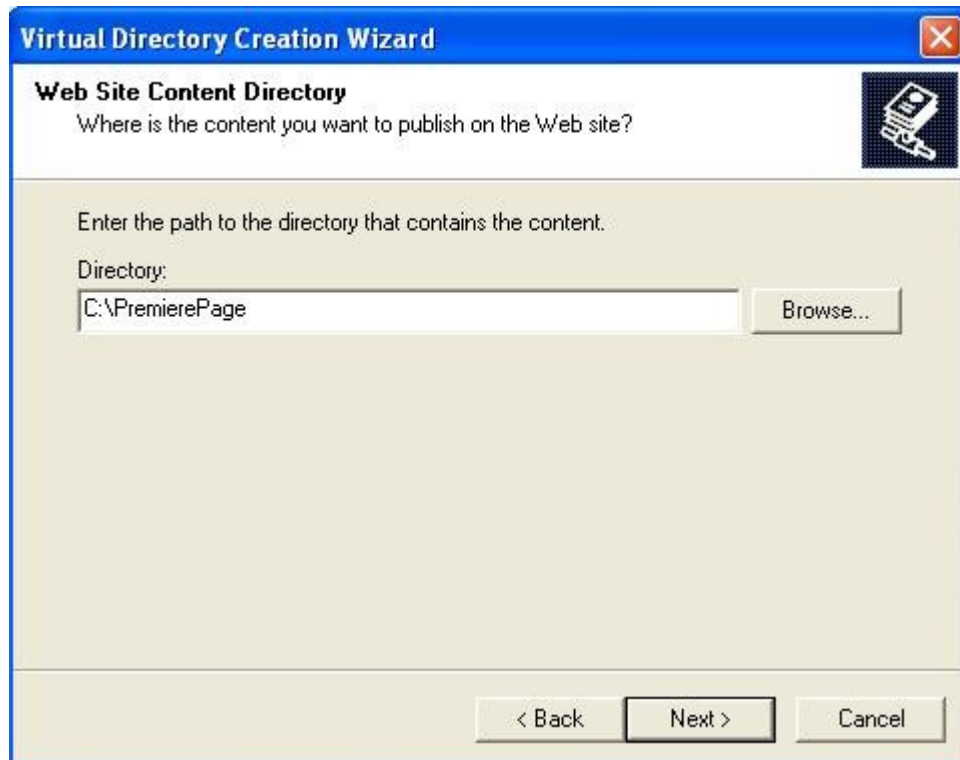 Virtual Directory Creation Wizard
Web Site Content Directory
Where is the content you want to publish on the Web site?
Enter the path to the directory that contains the content.
Directory:
C:\PremierePage
Browse...
< Back
Next >
Cancel